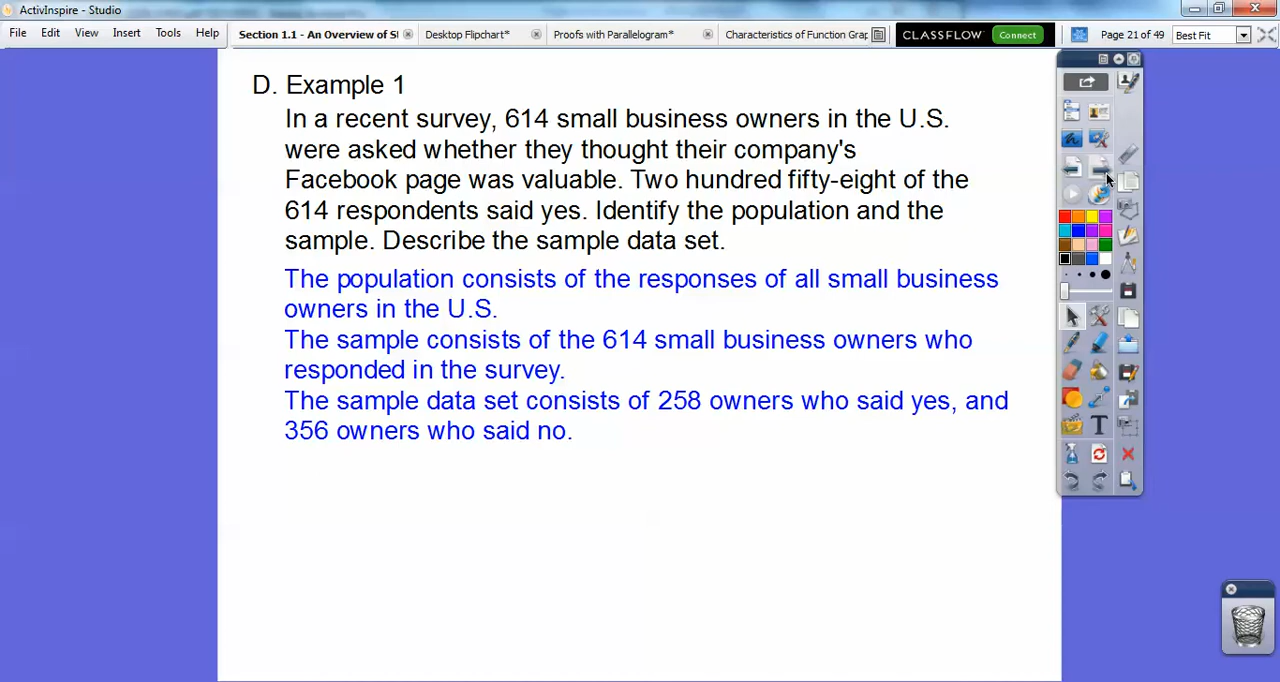 ActivInspire - Studio
File Edit View Insert Tools Help
Section 1.1 - An Overview of S
Desktop Flipchart*
Proofs with Parallelogram*
Characteristics of Function Grap
CLASSFLOW Connect
Page 21 of 49
Best Fit
D. Example 1
In a recent survey, 614 small business owners in the U.S.
were asked whether they thought their company's
Facebook page was valuable. Two hundred fifty-eight of the
614 respondents said yes. Identify the population and the
sample. Describe the sample data set.
The population consists of the responses of all small business
owners in the U.S.
The sample consists of the 614 small business owners who
responded in the survey.
The sample data set consists of 258 owners who said yes, and
356 owners who said no.
T